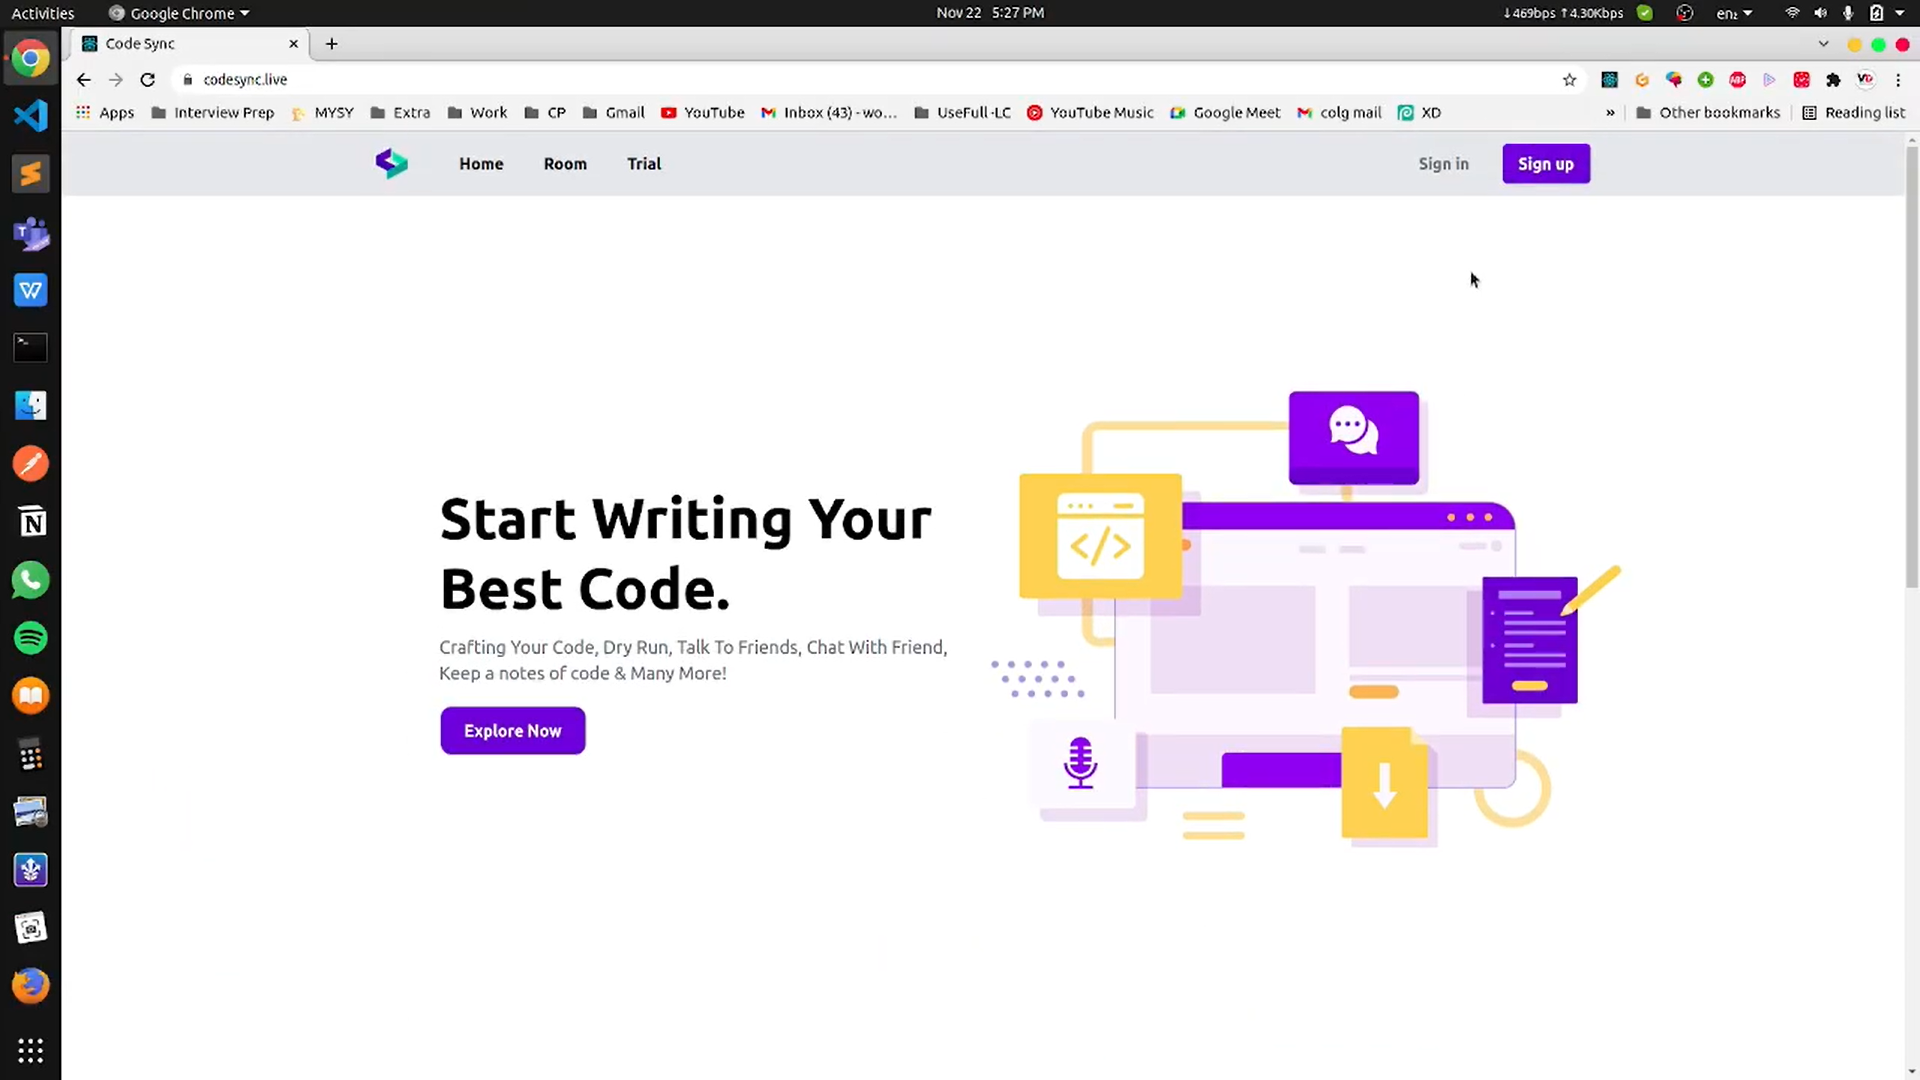 Activities
Google Chrome
Nov 22 5:27 PM
↓469bps ↑4.30Kbps
en₂
Code Sync
codesync.live
Apps
Interview Prep
MYSY
Extra
Work
CP
Gmail
YouTube
Inbox (43) - wo...
UseFull -LC
YouTube Music
Google Meet
colg mail
XD
»
Other bookmarks
Reading list
Home
Room
Trial
Sign in
Sign up
Start Writing Your
Best Code.
Crafting Your Code, Dry Run, Talk To Friends, Chat With Friend,
Keep a notes of code & Many More!
Explore Now